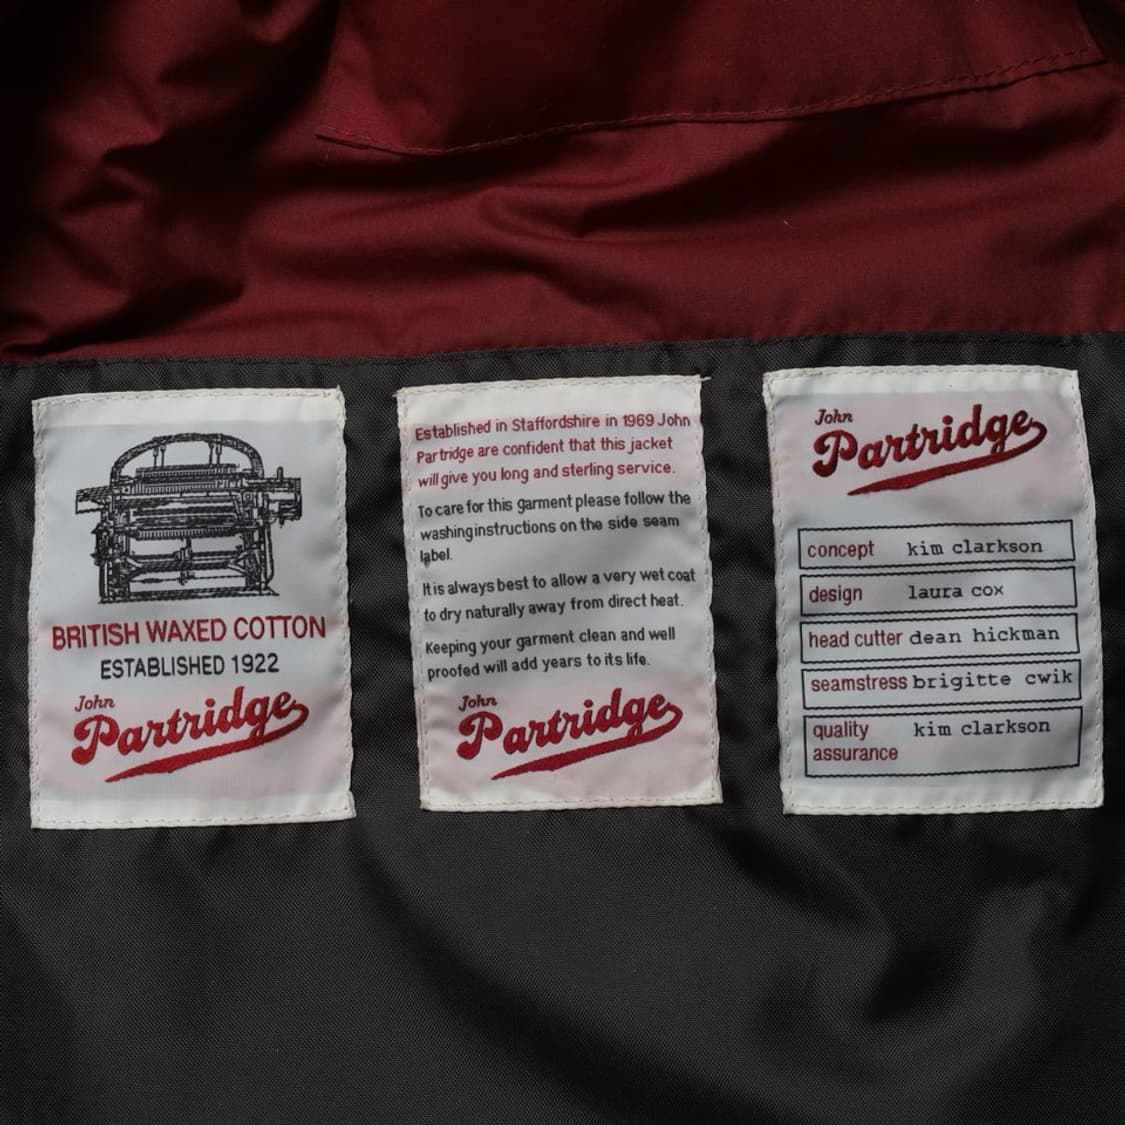 BRITISH WAXED COTTON
ESTABLISHED 1922
John
Partridge
Established in Staffordshire in 1969 John
Partridge are confident that this jacket
will give you long and sterling service.
To care for this garment please follow the
washing instructions on the side seam
label.
It is always best to allow a very wet coat
to dry naturally away from direct heat.
Keeping your garment clean and well
proofed will add years to its life.
John
Partridge
John
Partridge
concept kim clarkson
design laura cox
head cutter dean hickman
seamstress brigitte cwik
quality kim clarkson
assurance